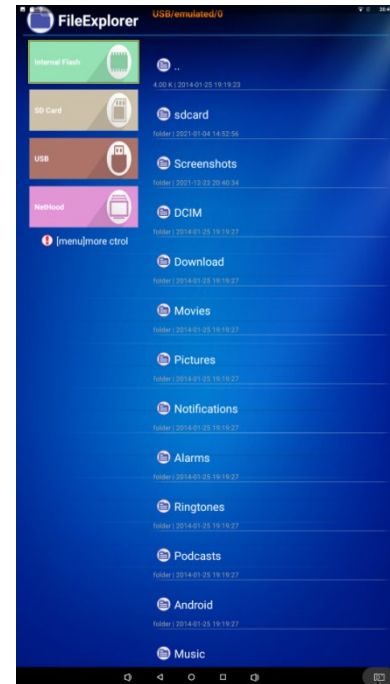 FileExplorer
USB/emulated/0
Internal Flash
SD Card
USB
NetHood
[menu]more ctrol
..
4.00 K | 2014-01-25 19:19:23
sdcard
folder | 2021-01-04 14:52:56
Screenshots
folder | 2021-12-23 20:40:34
DCIM
folder | 2014-01-25 19:19:27
Download
folder | 2014-01-25 19:19:27
Movies
folder | 2014-01-25 19:19:27
Pictures
folder | 2014-01-25 19:19:27
Notifications
folder | 2014-01-25 19:19:27
Alarms
folder | 2014-01-25 19:19:27
Ringtones
folder | 2014-01-25 19:19:27
Podcasts
folder | 2014-01-25 19:19:27
Android
folder | 2014-01-25 19:19:27
Music